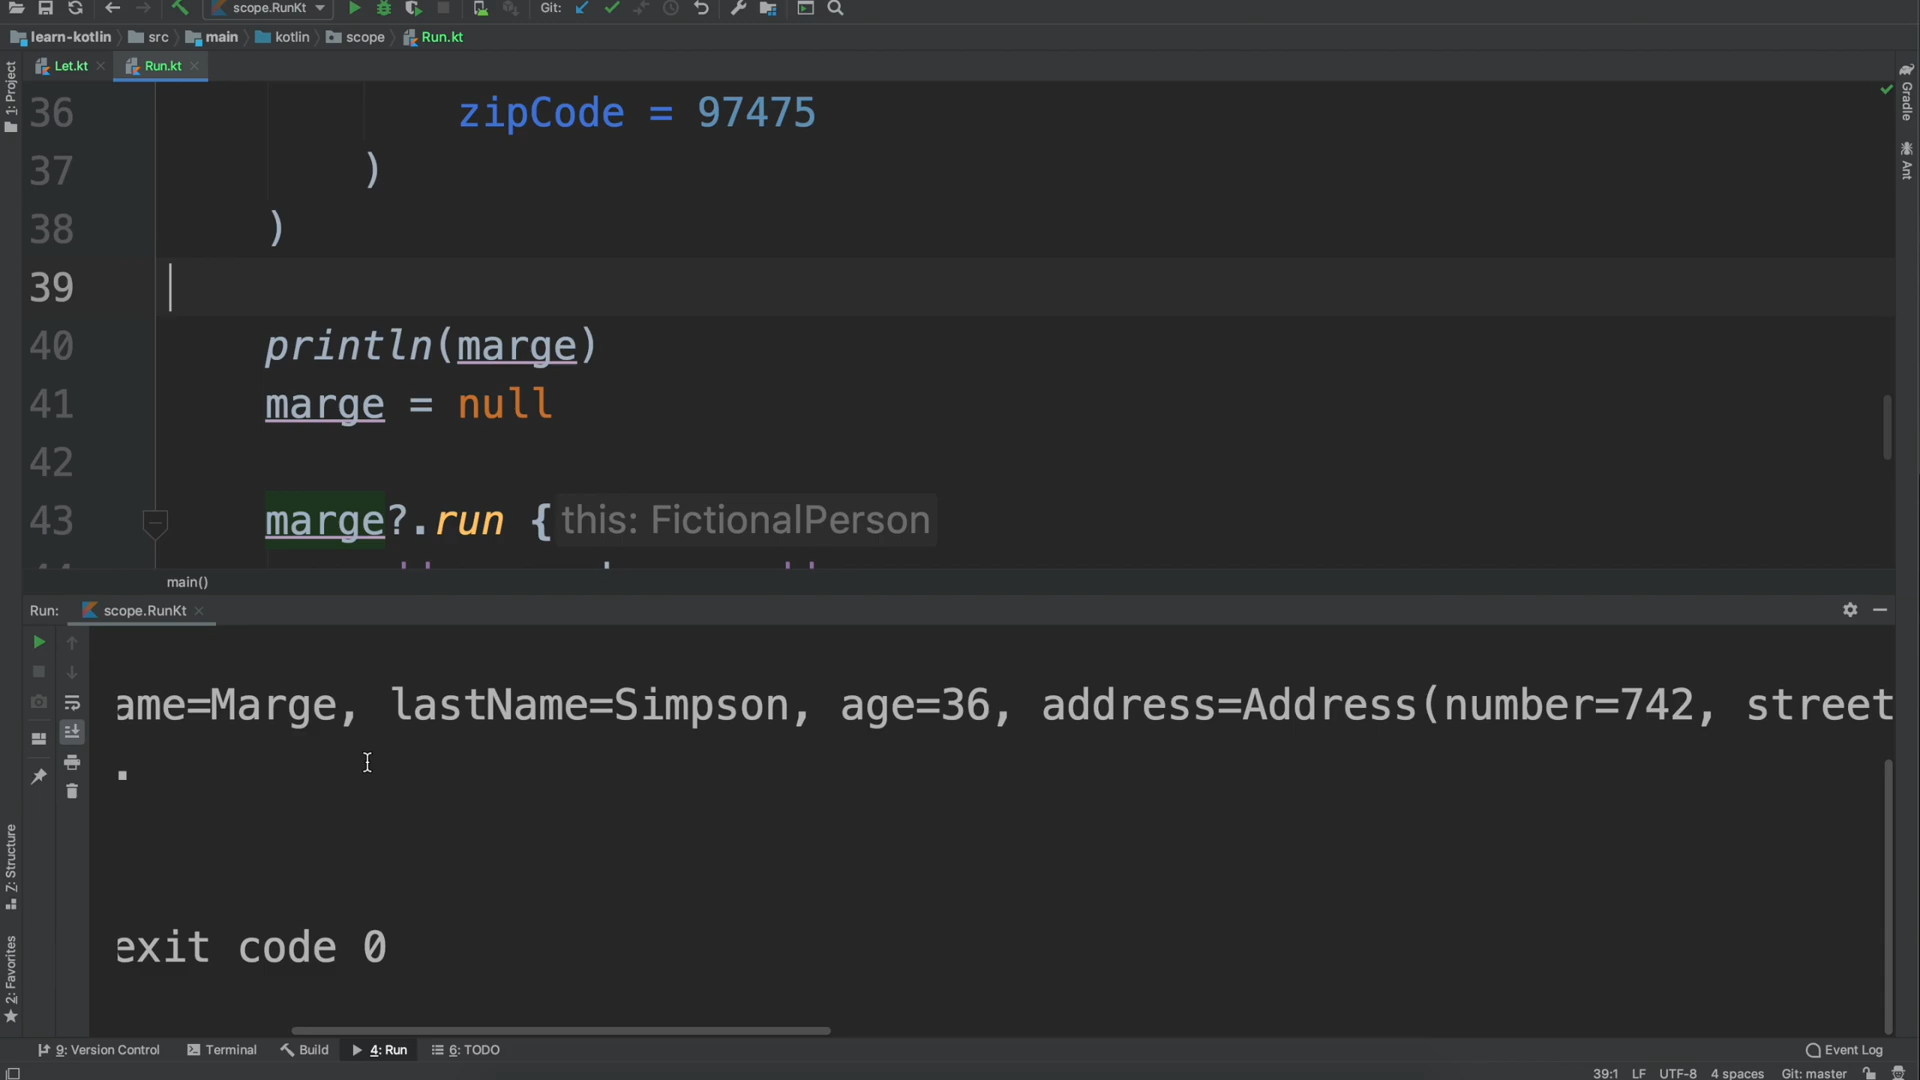 scope.RunKt
Git:
learn-kotlin
src
main
kotlin
scope
Run.kt
Let.kt
Run.kt
1: Project
Gradle
Ant
36 zipCode = 97475
37 )
38 )
39
40 println(marge)
41 marge = null
42
43 marge?.run { this: FictionalPerson
main()
Run: scope.RunKt
ame=Marge, lastName=Simpson, age=36, address=Address(number=742, street
.
exit code 0
Z: Structure
2: Favorites
9: Version Control
Terminal
Build
4: Run
6: TODO
Event Log
39:1 LF UTF-8 4 spaces Git: master